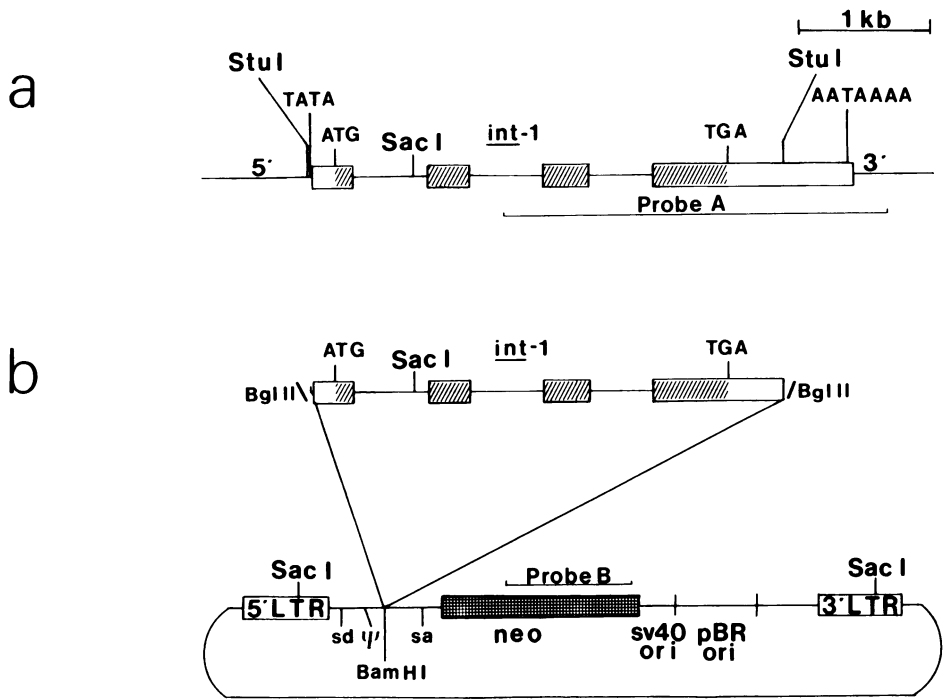 a
1 kb
Stu I
Stu I
TATA
AATAAAA
ATG
Sac I
int-1
TGA
5'
3'
Probe A
b
ATG
Sac I
int-1
TGA
Bgl II
Bgl II
Sac I
Probe B
Sac I
5' LTR
3' LTR
sd
ψ
sa
neo
sv40 ori
pBR ori
Bam HI